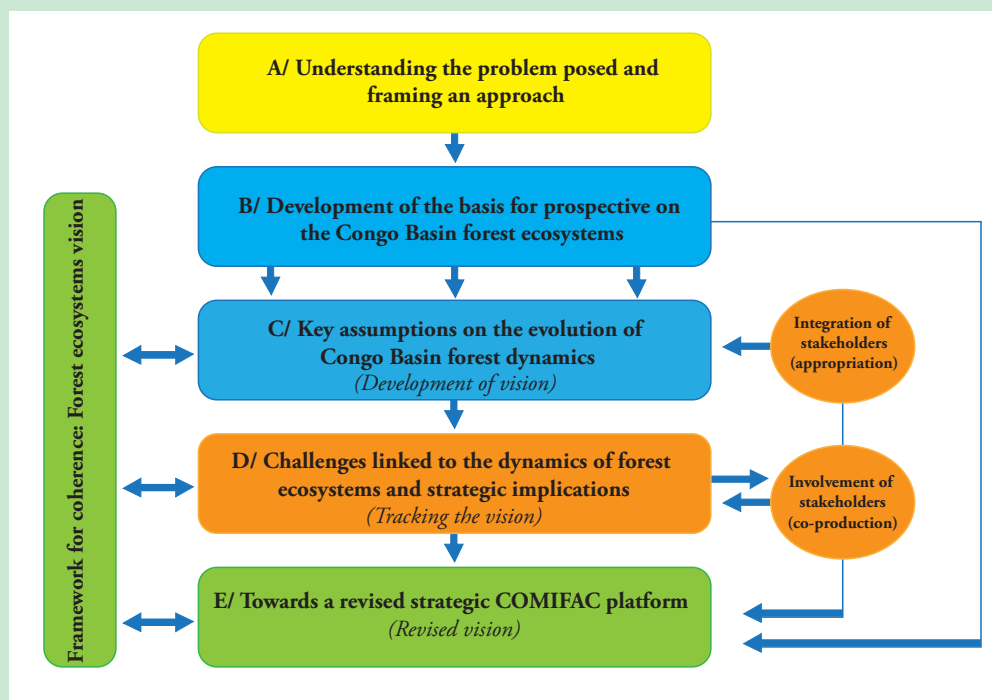 A/ Understanding the problem posed and
framing an approach
B/ Development of the basis for prospective on
the Congo Basin forest ecosystems
Framework for coherence: Forest ecosystems vision
C/ Key assumptions on the evolution of
Congo Basin forest dynamics
(Development of vision)
Integration of
stakeholders
(appropriation)
D/ Challenges linked to the dynamics of forest
ecosystems and strategic implications
(Tracking the vision)
Involvement of
stakeholders
(co-production)
E/ Towards a revised strategic COMIFAC platform
(Revised vision)